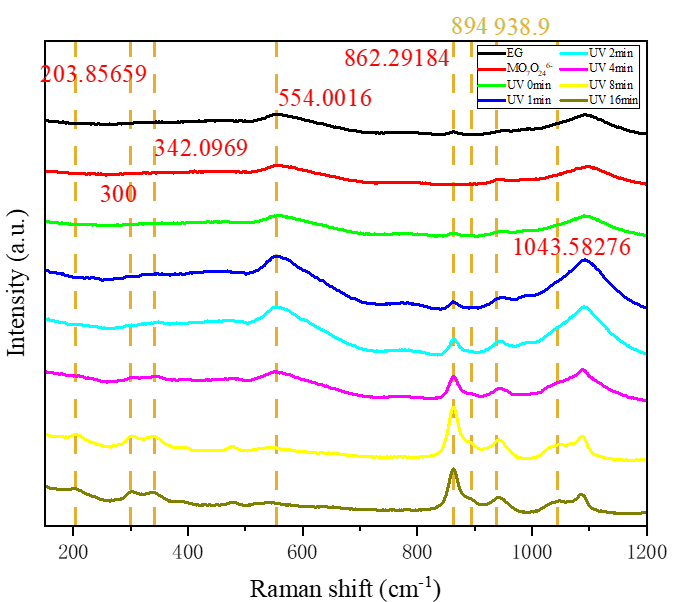 894 938.9
862.29184
203.85659
554.0016
342.0969
300
1043.58276
EG
MO₇O₂₄⁶⁻
UV 0min
UV 1min
UV 2min
UV 4min
UV 8min
UV 16min
Intensity (a.u.)
200 400 600 800 1000 1200
Raman shift (cm⁻¹)